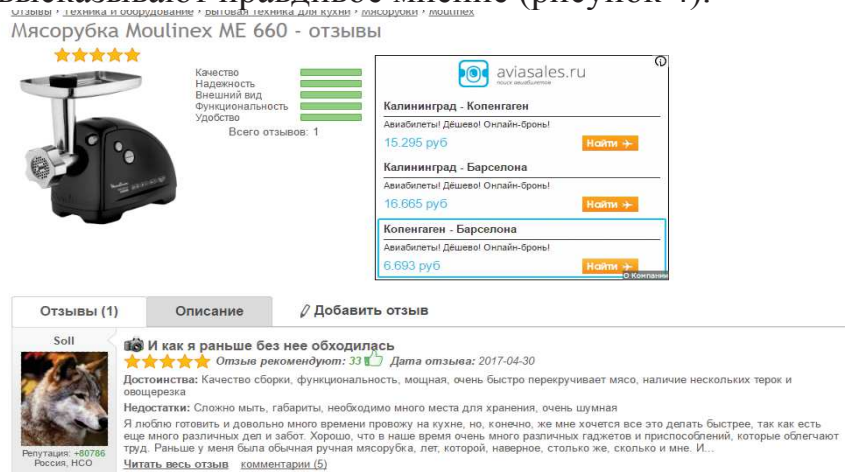 высказывают правдивое мнение (рисунок 4).
Отзывы › Техника и оборудование › Бытовая техника для кухни › Мясорубки › Moulinex
Мясорубка Moulinex ME 660 - отзывы
Качество
Надежность
Внешний вид
Функциональность
Удобство
Всего отзывов: 1
aviasales.ru
поиск авиабилетов
Калининград - Копенгаген
Авиабилеты! Дёшево! Онлайн-бронь!
15.295 руб
Найти
Калининград - Барселона
Авиабилеты! Дёшево! Онлайн-бронь!
16.665 руб
Найти
Копенгаген - Барселона
Авиабилеты! Дёшево! Онлайн-бронь!
6.693 руб
Найти
О Компании
Отзывы (1)
Описание
Добавить отзыв
Soll
И как я раньше без нее обходилась
Отзыв рекомендуют: 33 Дата отзыва: 2017-04-30
Достоинства: Качество сборки, функциональность, мощная, очень быстро перекручивает мясо, наличие нескольких терок и
овощерезка
Недостатки: Сложно мыть, габариты, необходимо много места для хранения, очень шумная
Я люблю готовить и довольно много времени провожу на кухне, но, конечно, же мне хочется все это делать быстрее, так как есть
еще много различных дел и забот. Хорошо, что в наше время очень много различных гаджетов и приспособлений, которые облегчают
труд. Раньше у меня была обычная ручная мясорубка, лет, которой, наверное, столько же, сколько и мне. И...
Читать весь отзыв комментарии (5)
Репутация: +80786
Россия, НСО